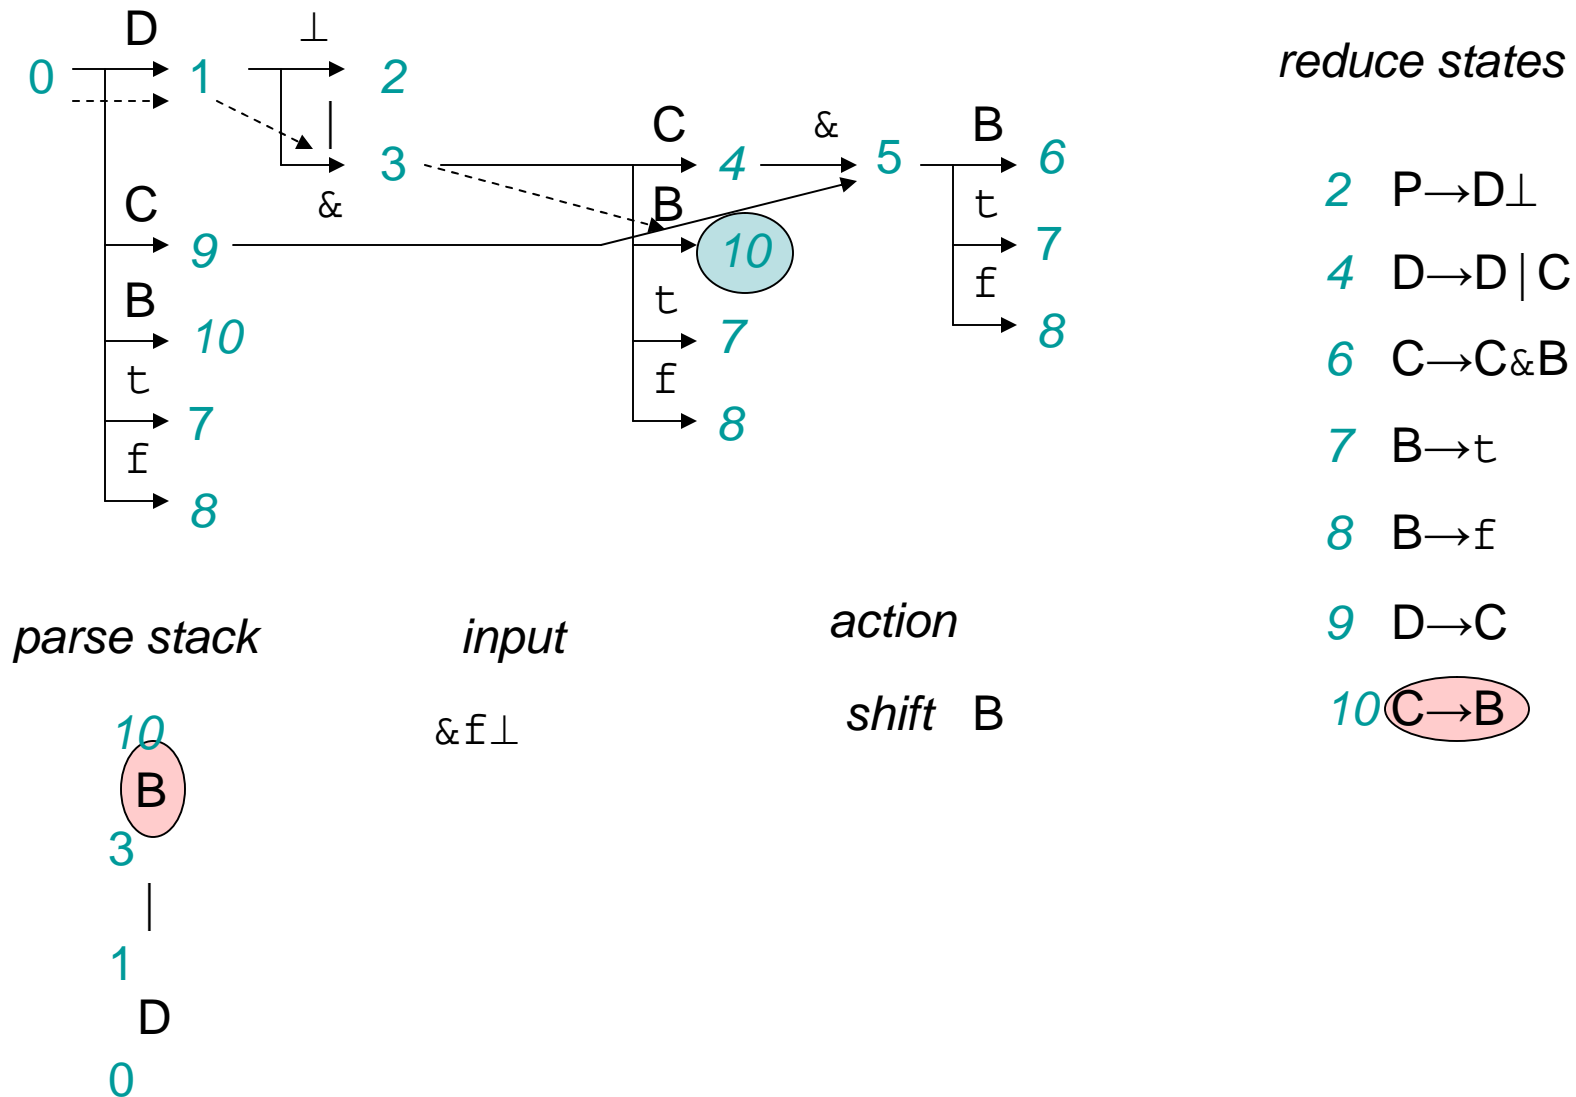 D ⊥
0 1 2
reduce states
|
C & B
3 4 5 6
2 P→D⊥
C & B t
9 10 7
4 D→D|C
B t f
10 7 8
6 C→C&B
t f
7 8
7 B→t
f
8
8 B→f
parse stack input action
9 D→C
10 &f⊥ shift B
10 C→B
B
3
|
1
D
0